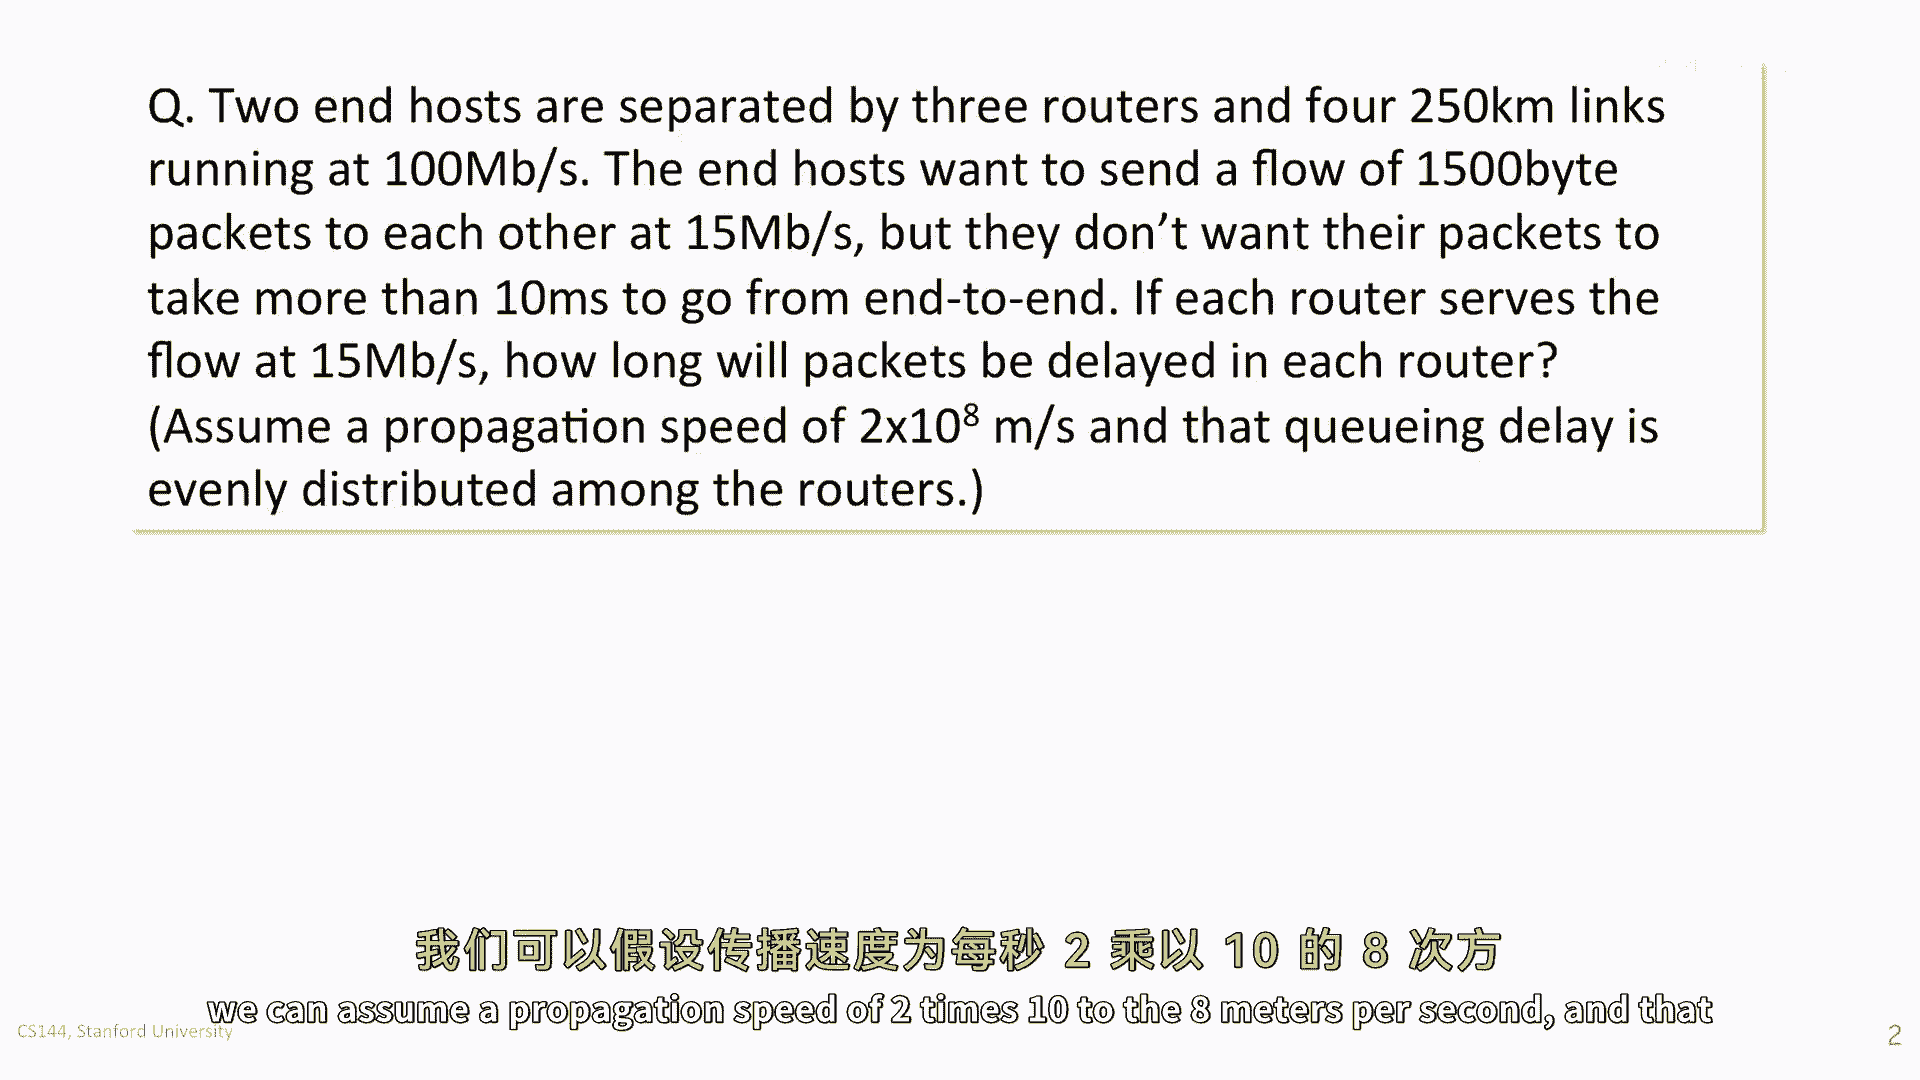 Q. Two end hosts are separated by three routers and four 250km links
running at 100Mb/s. The end hosts want to send a flow of 1500byte
packets to each other at 15Mb/s, but they don’t want their packets to
take more than 10ms to go from end-to-end. If each router serves the
flow at 15Mb/s, how long will packets be delayed in each router?
(Assume a propagation speed of 2x10⁸ m/s and that queueing delay is
evenly distributed among the routers.)
我们可以假设传播速度为每秒 2 乘以 10 的 8 次方
we can assume a propagation speed of 2 times 10 to the 8 meters per second, and that
CS144, Stanford University
2